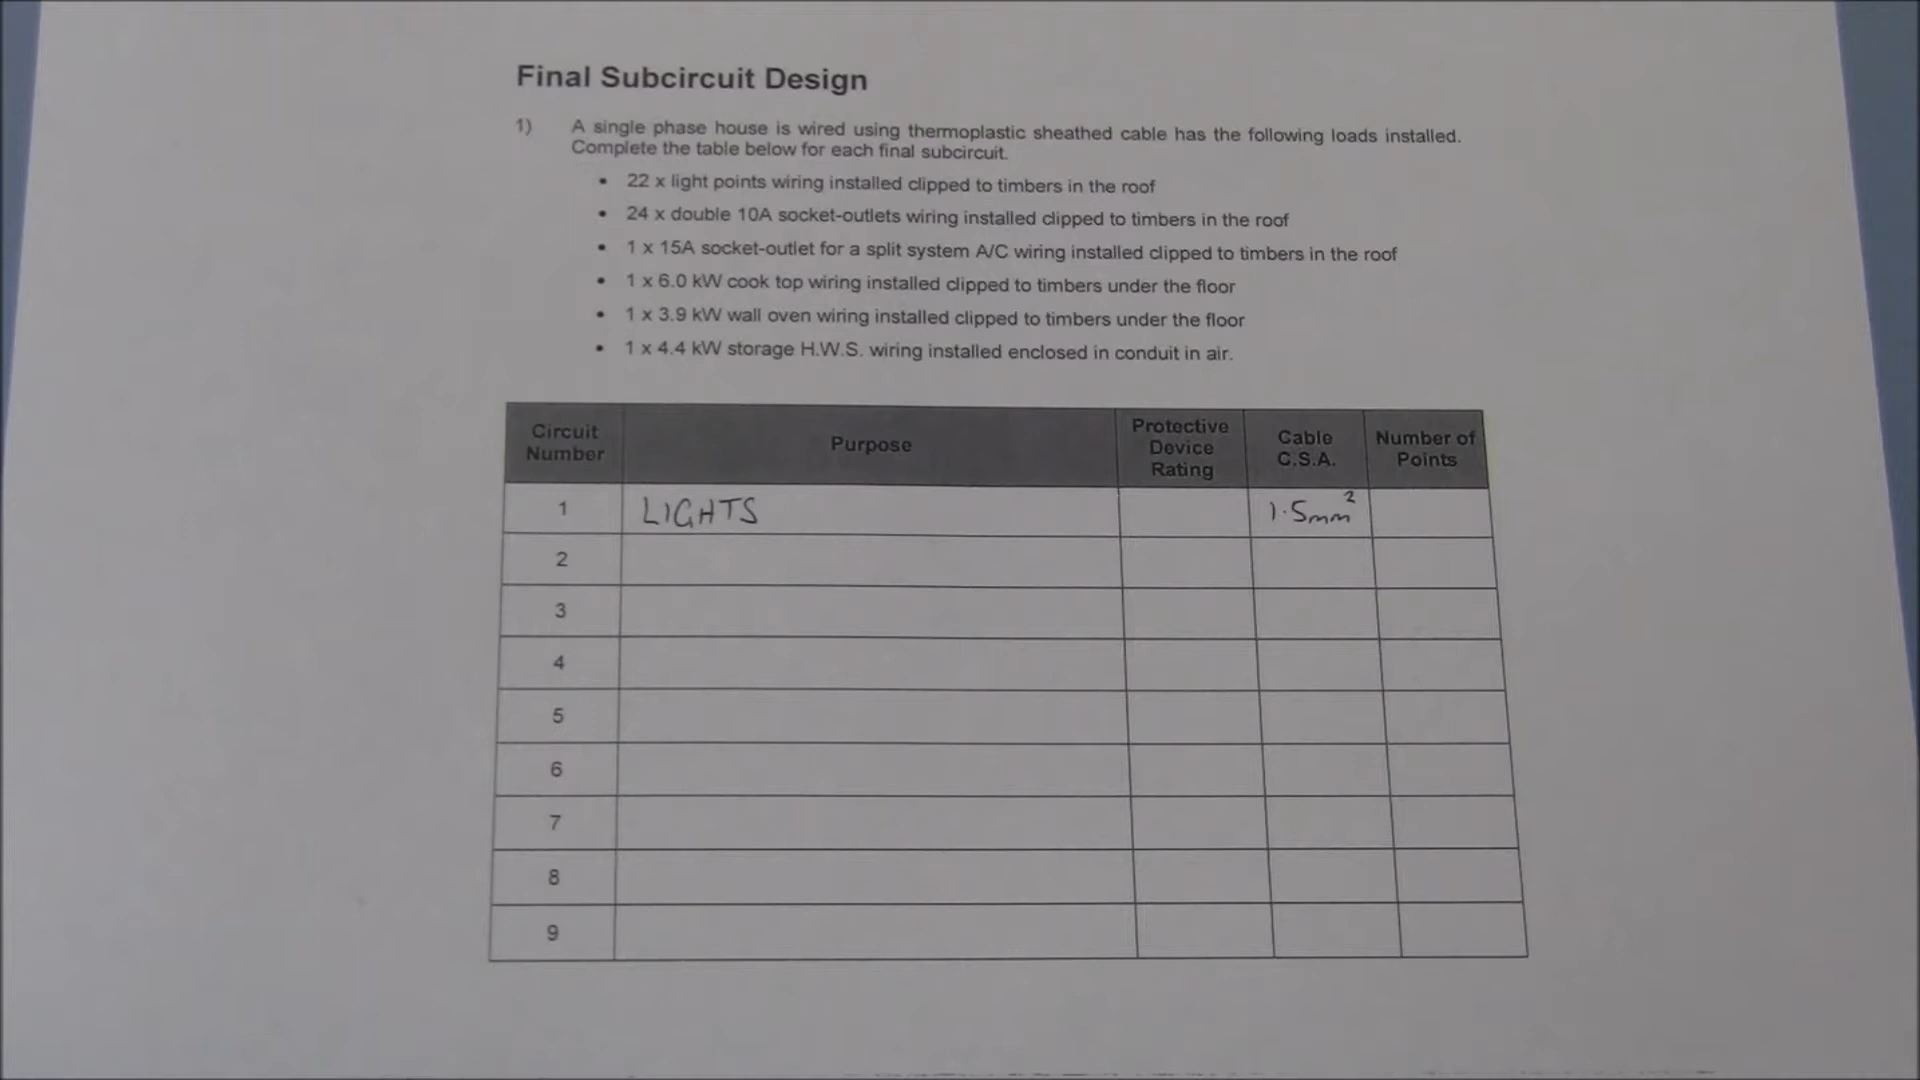 Final Subcircuit Design
1) A single phase house is wired using thermoplastic sheathed cable has the following loads installed.
Complete the table below for each final subcircuit.
• 22 x light points wiring installed clipped to timbers in the roof
• 24 x double 10A socket-outlets wiring installed clipped to timbers in the roof
• 1 x 15A socket-outlet for a split system A/C wiring installed clipped to timbers in the roof
• 1 x 6.0 kW cook top wiring installed clipped to timbers under the floor
• 1 x 3.9 kW wall oven wiring installed clipped to timbers under the floor
• 1 x 4.4 kW storage H.W.S. wiring installed enclosed in conduit in air.
Circuit Number Purpose Protective Device Rating Cable C.S.A. Number of Points
1 LIGHTS 1.5mm²
2
3
4
5
6
7
8
9